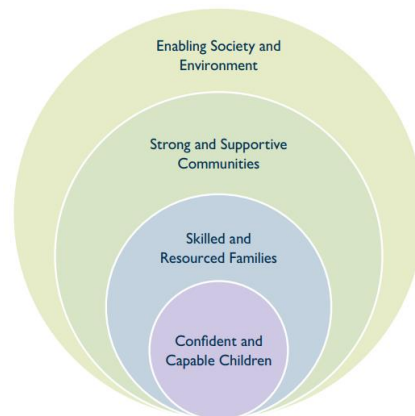 Enabling Society and
Environment
Strong and Supportive
Communities
Skilled and
Resourced Families
Confident and
Capable Children